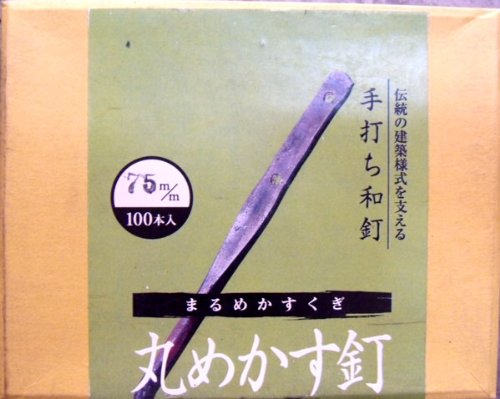 伝統の建築様式を支える
手打ち和釘
75m/m
100本入
まるめかすくぎ
丸めかす釘